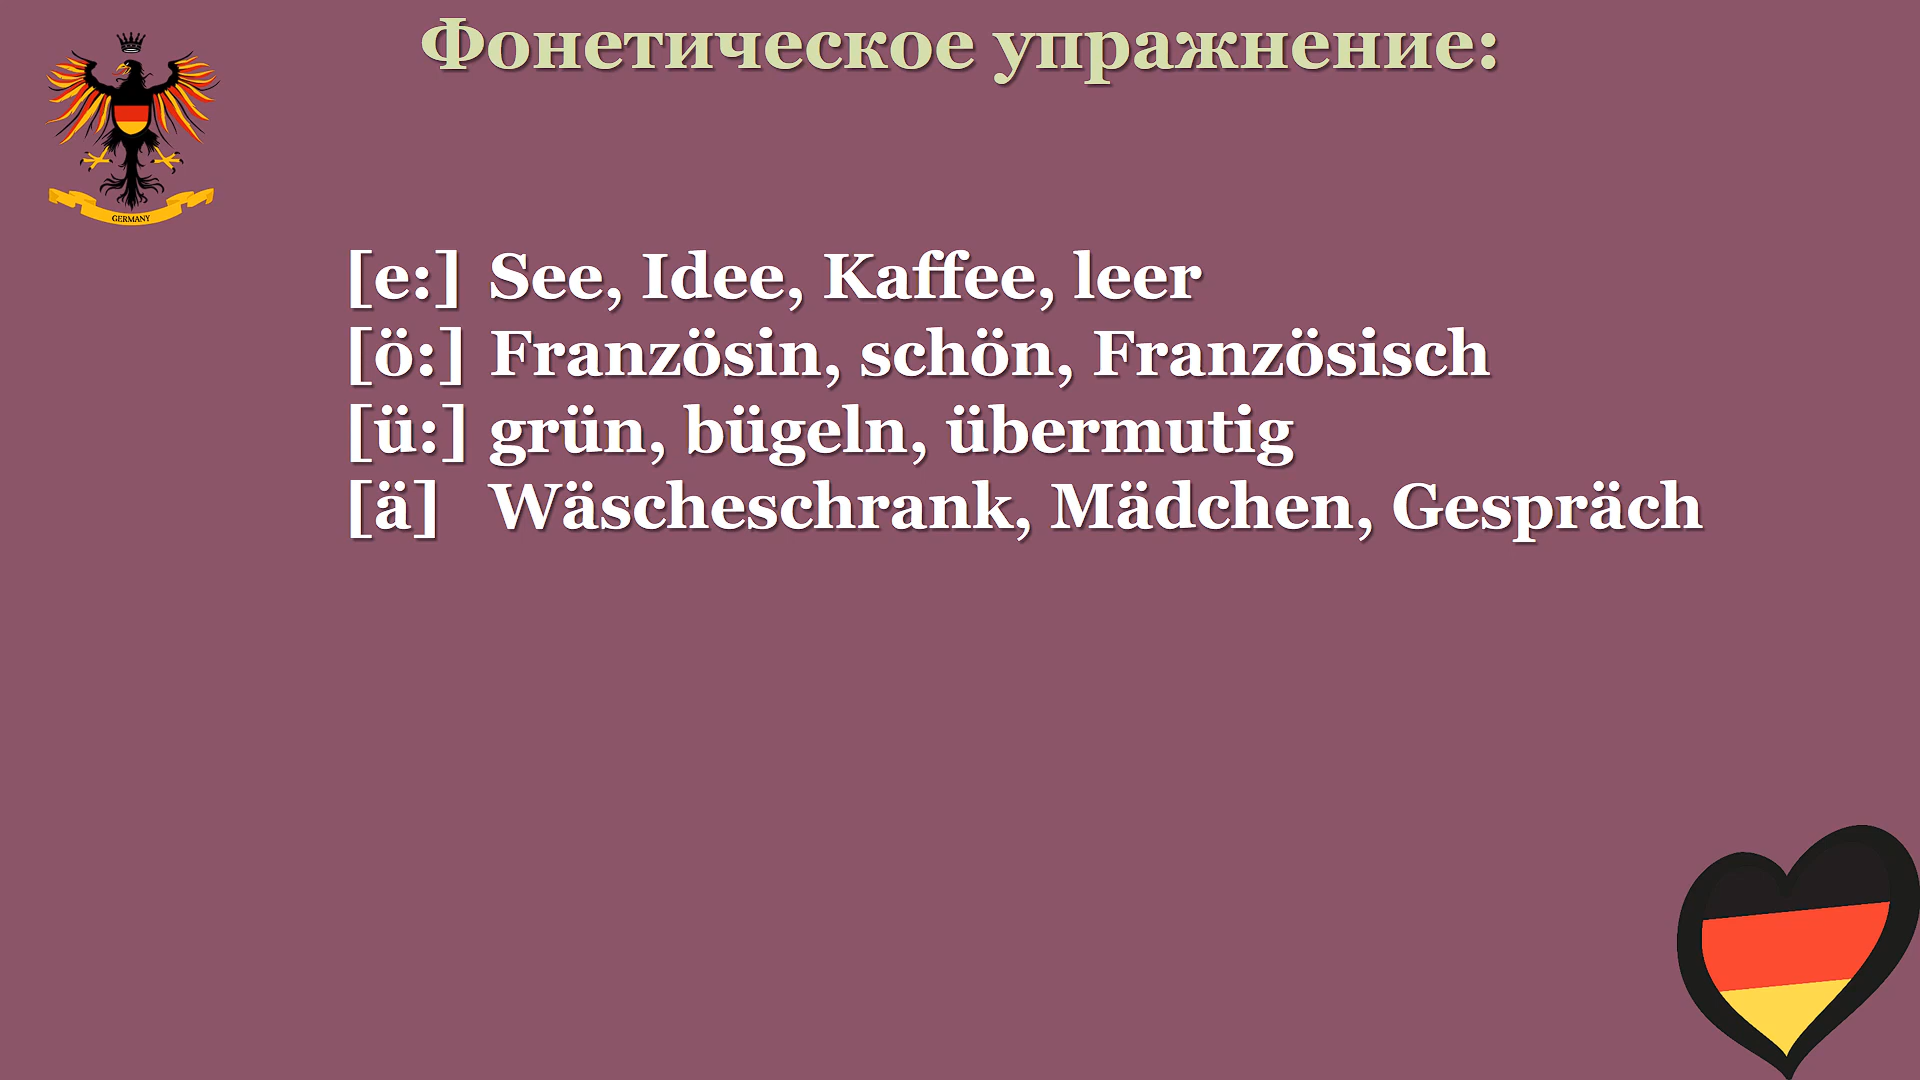 Фонетическое упражнение:
GERMANY
[e:] See, Idee, Kaffee, leer
[ö:] Französin, schön, Französisch
[ü:] grün, bügeln, übermutig
[ä] Wäscheschrank, Mädchen, Gespräch